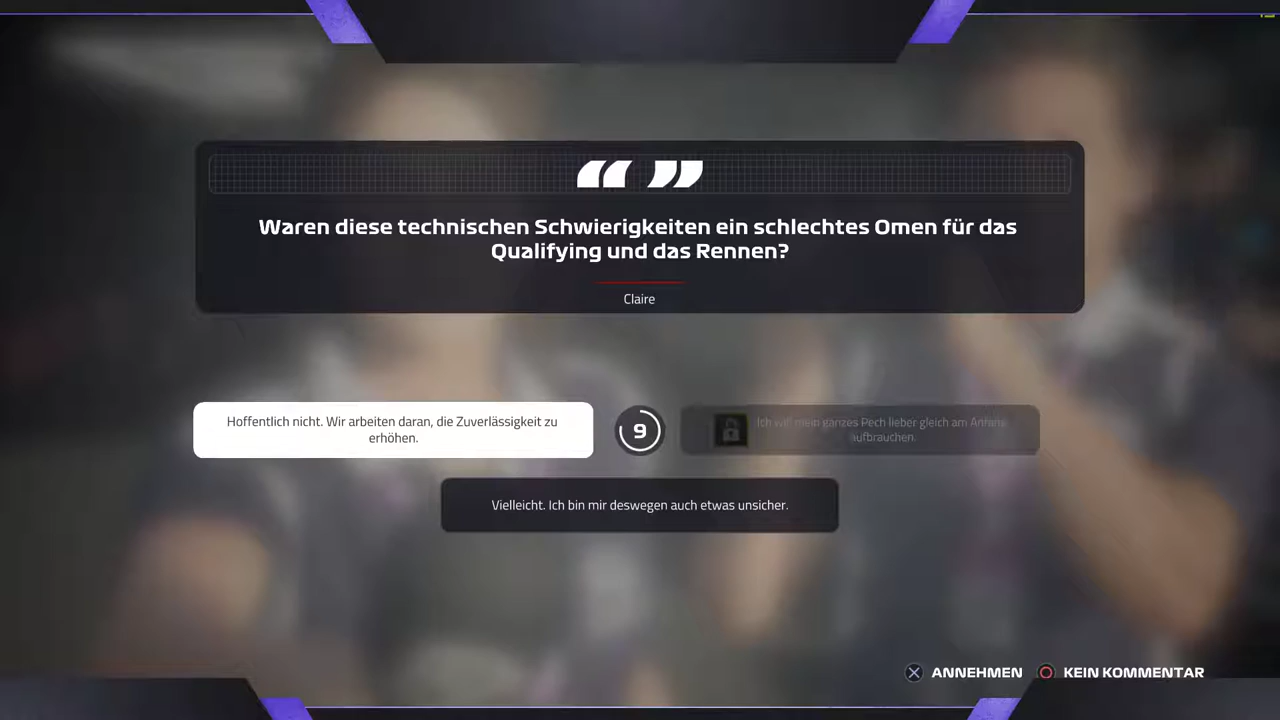 Waren diese technischen Schwierigkeiten ein schlechtes Omen für das
Qualifying und das Rennen?
Claire
Hoffentlich nicht. Wir arbeiten daran, die Zuverlässigkeit zu
erhöhen.
9
Ich will mein ganzes Pech lieber gleich am Anfang
aufbrauchen.
Vielleicht. Ich bin mir deswegen auch etwas unsicher.
ANNEHMEN KEIN KOMMENTAR